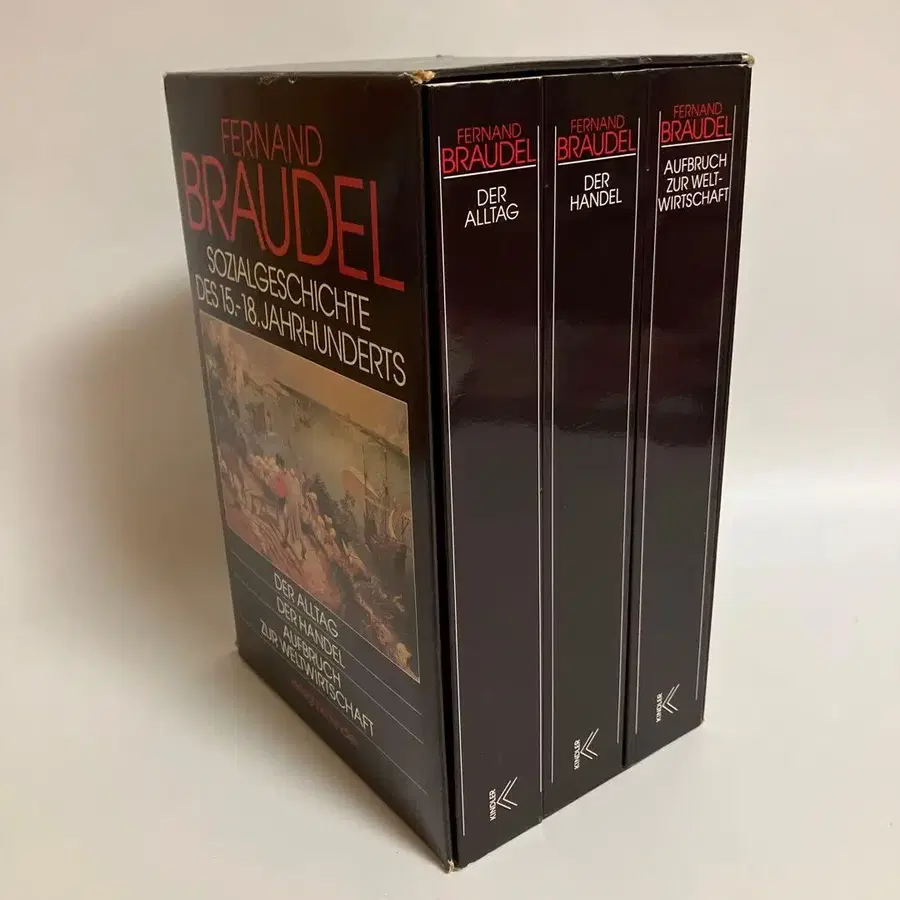 FERNAND
BRAUDEL
SOZIALGESCHICHTE
DES 15.-18. JAHRHUNDERTS
DER ALLTAG
DER HANDEL
AUFBRUCH
ZUR WELTWIRTSCHAFT
FERNAND
BRAUDEL
DER
ALLTAG
KINDLER
FERNAND
BRAUDEL
DER
HANDEL
KINDLER
FERNAND
BRAUDEL
AUFBRUCH
ZUR WELT-
WIRTSCHAFT
KINDLER